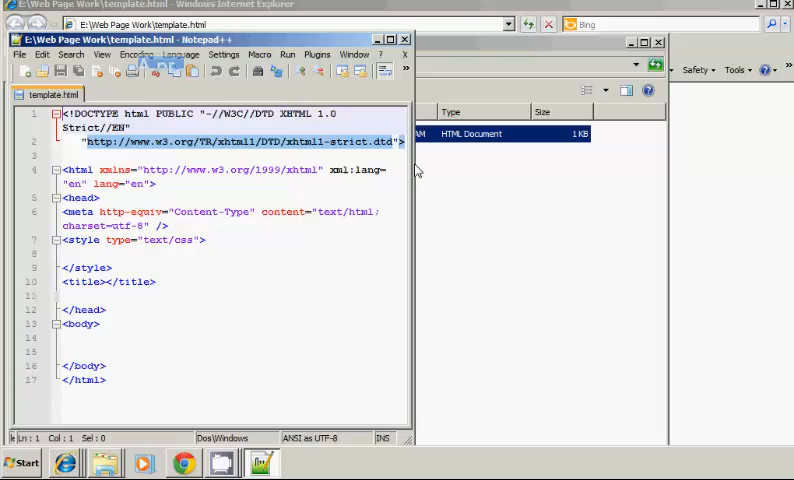 E:\Web Page Work\template.html - Windows Internet Explorer
E:\Web Page Work\template.html
Bing
E:\Web Page Work\template.html - Notepad++
File Edit Search View Encoding Language Settings Macro Run Plugins Window ? X
Safety Tools
template.html
Type Size
1 <!DOCTYPE html PUBLIC "-//W3C//DTD XHTML 1.0
Strict//EN"
AM HTML Document 1 KB
2 "http://www.w3.org/TR/xhtml1/DTD/xhtml1-strict.dtd">
3
4 <html xmlns="http://www.w3.org/1999/xhtml" xml:lang=
"en" lang="en">
5 <head>
6 <meta http-equiv="Content-Type" content="text/html;
charset=utf-8" />
7 <style type="text/css">
8
9 </style>
10 <title></title>
11
12 </head>
13 <body>
14
15
16 </body>
17 </html>
Ln : 1 Col : 1 Sel : 0 Dos\Windows ANSI as UTF-8 INS
Start